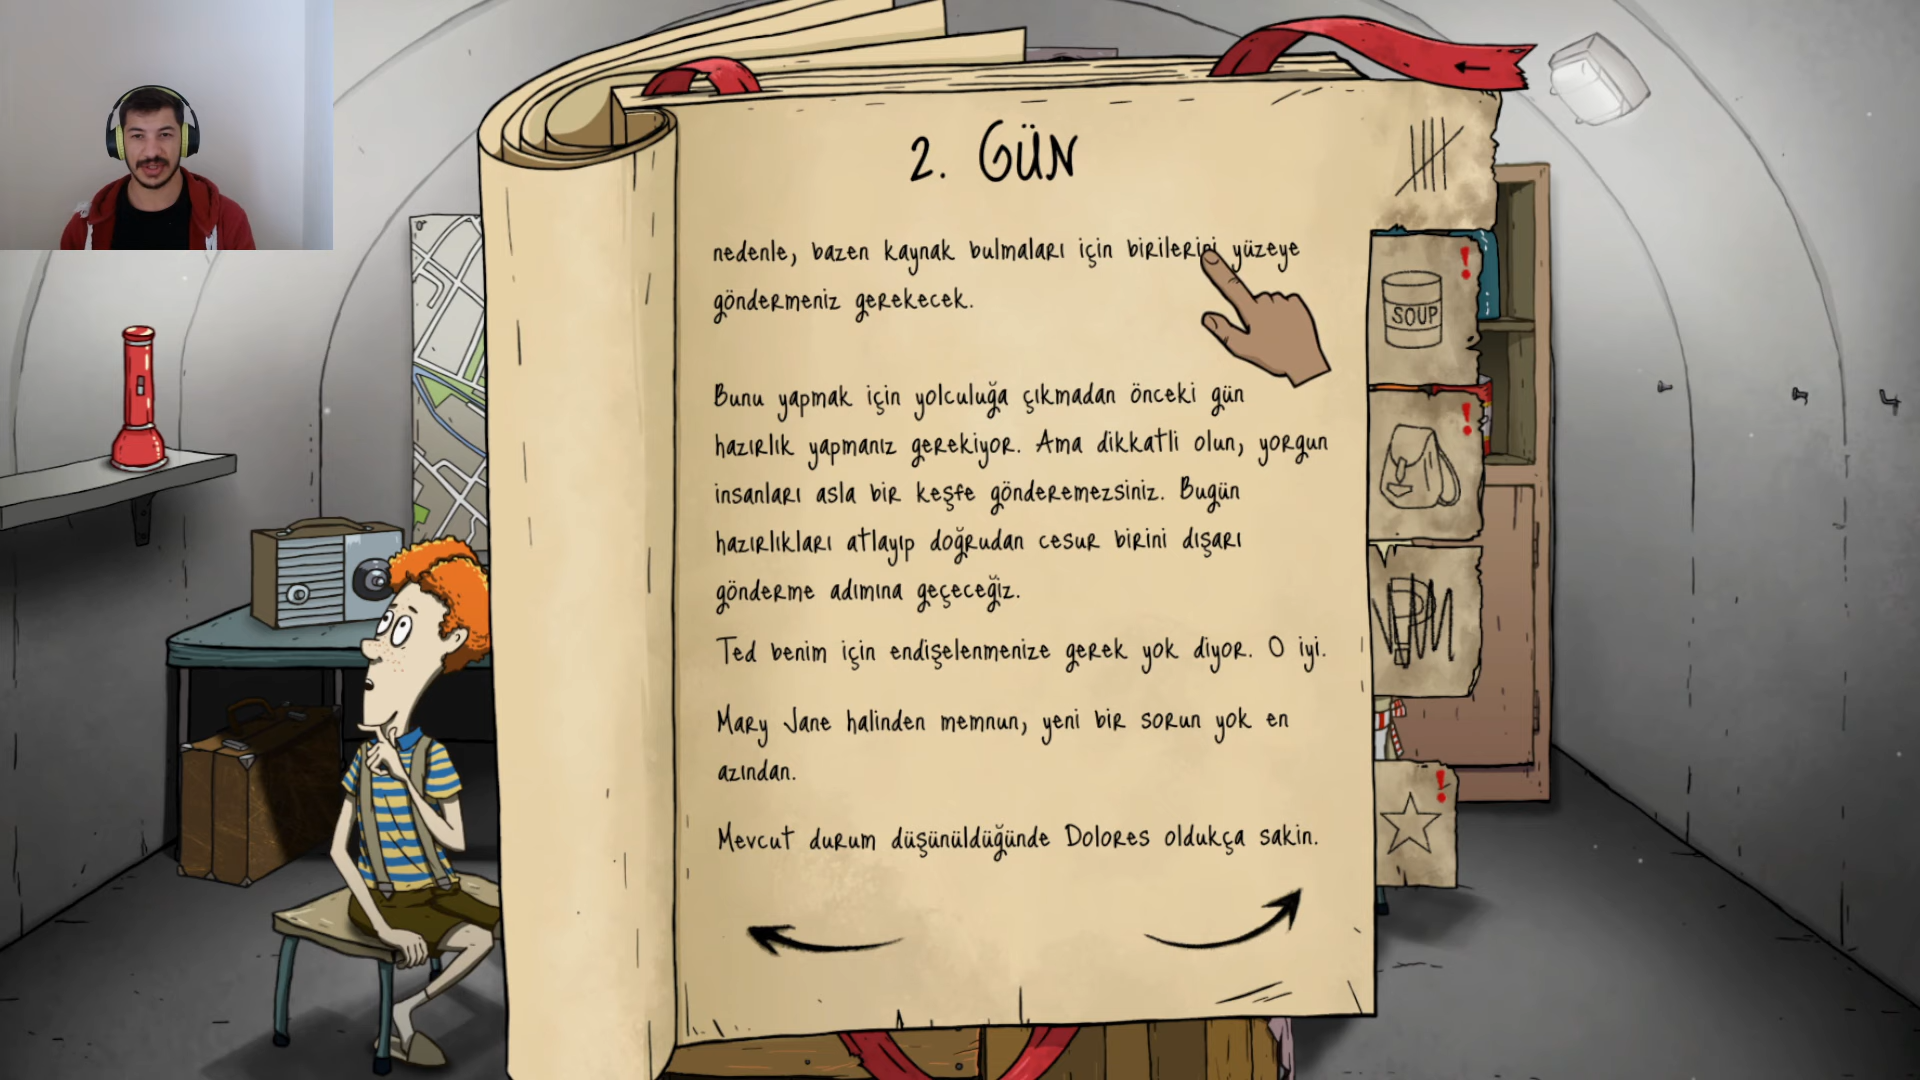 2. GÜN
nedenle, bazen kaynak bulmaları için birilerini yüzeye
göndermeniz gerekecek.
Bunu yapmak için yolculuğa çıkmadan önceki gün
hazırlık yapmanız gerekiyor. Ama dikkatli olun, yorgun
insanları asla bir keşfe gönderemezsiniz. Bugün
hazırlıkları atlayıp doğrudan cesur birini dışarı
gönderme adımına geçeceğiz.
Ted benim için endişelenmenize gerek yok diyor. O iyi.
Mary Jane halinden memnun, yeni bir sorun yok en
azından.
Mevcut durum düşünüldüğünde Dolores oldukça sakin.
!
SOUP
!
!